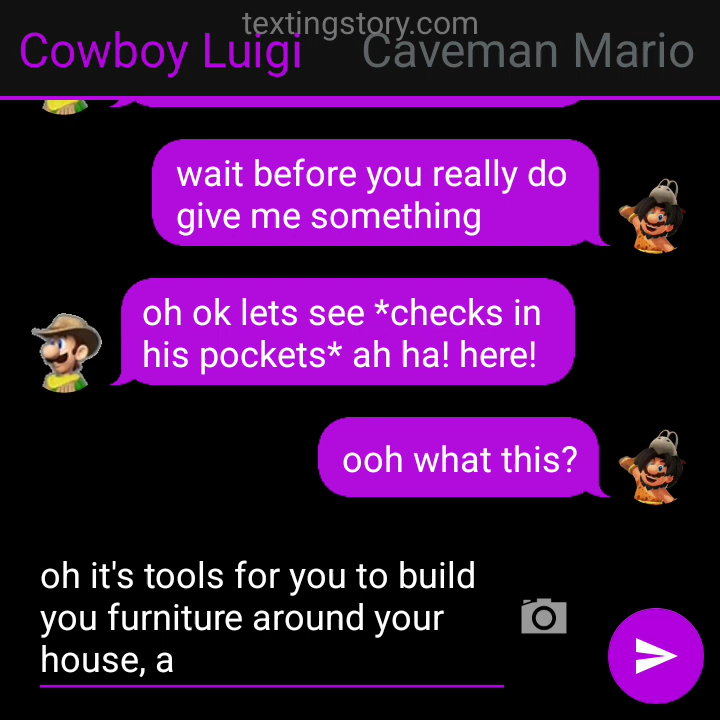 textingstory.com
Cowboy Luigi
Caveman Mario
wait before you really do
give me something
oh ok lets see *checks in
his pockets* ah ha! here!
ooh what this?
oh it's tools for you to build
you furniture around your
house, a